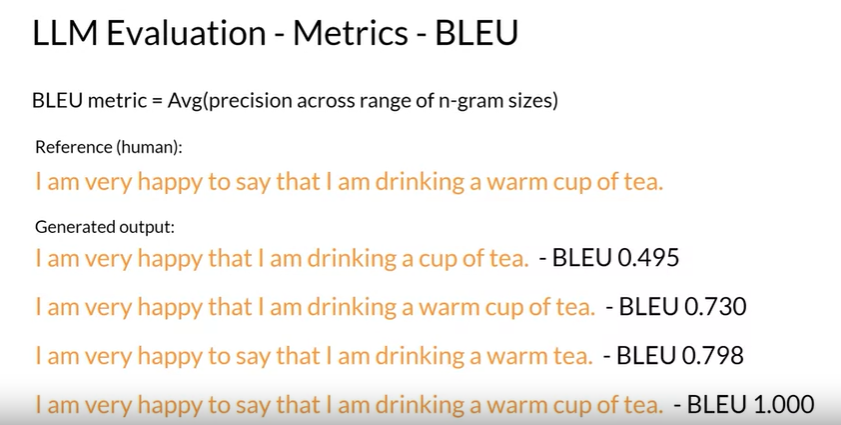 LLM Evaluation - Metrics - BLEU
BLEU metric = Avg(precision across range of n-gram sizes)
Reference (human):
I am very happy to say that I am drinking a warm cup of tea.
Generated output:
I am very happy that I am drinking a cup of tea. - BLEU 0.495
I am very happy that I am drinking a warm cup of tea. - BLEU 0.730
I am very happy to say that I am drinking a warm tea. - BLEU 0.798
I am very happy to say that I am drinking a warm cup of tea. - BLEU 1.000